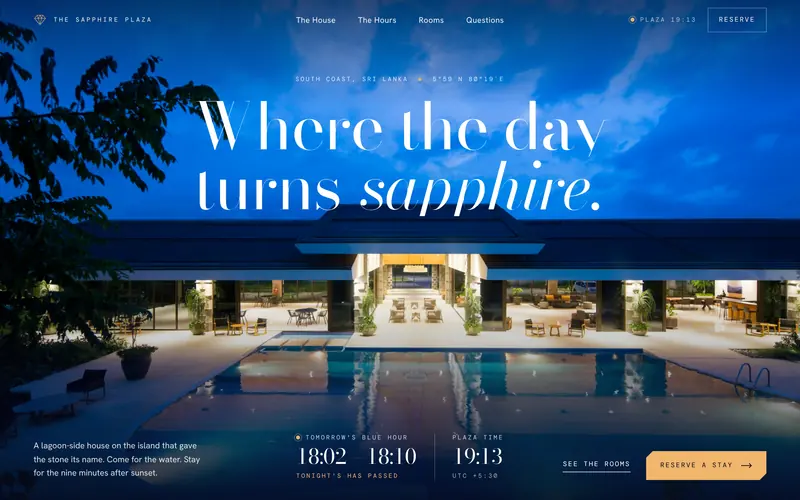 THE SAPPHIRE PLAZA
The House
The Hours
Rooms
Questions
PLAZA 19:13
RESERVE
SOUTH COAST, SRI LANKA
5°59 N 80°19 E
Where the day
turns sapphire.
A lagoon-side house on the island that gave
the stone its name. Come for the water. Stay
for the nine minutes after sunset.
TOMORROW'S BLUE HOUR
18:02 – 18:10
TONIGHT'S HAS PASSED
PLAZA TIME
19:13
UTC +5:30
SEE THE ROOMS
RESERVE A STAY →